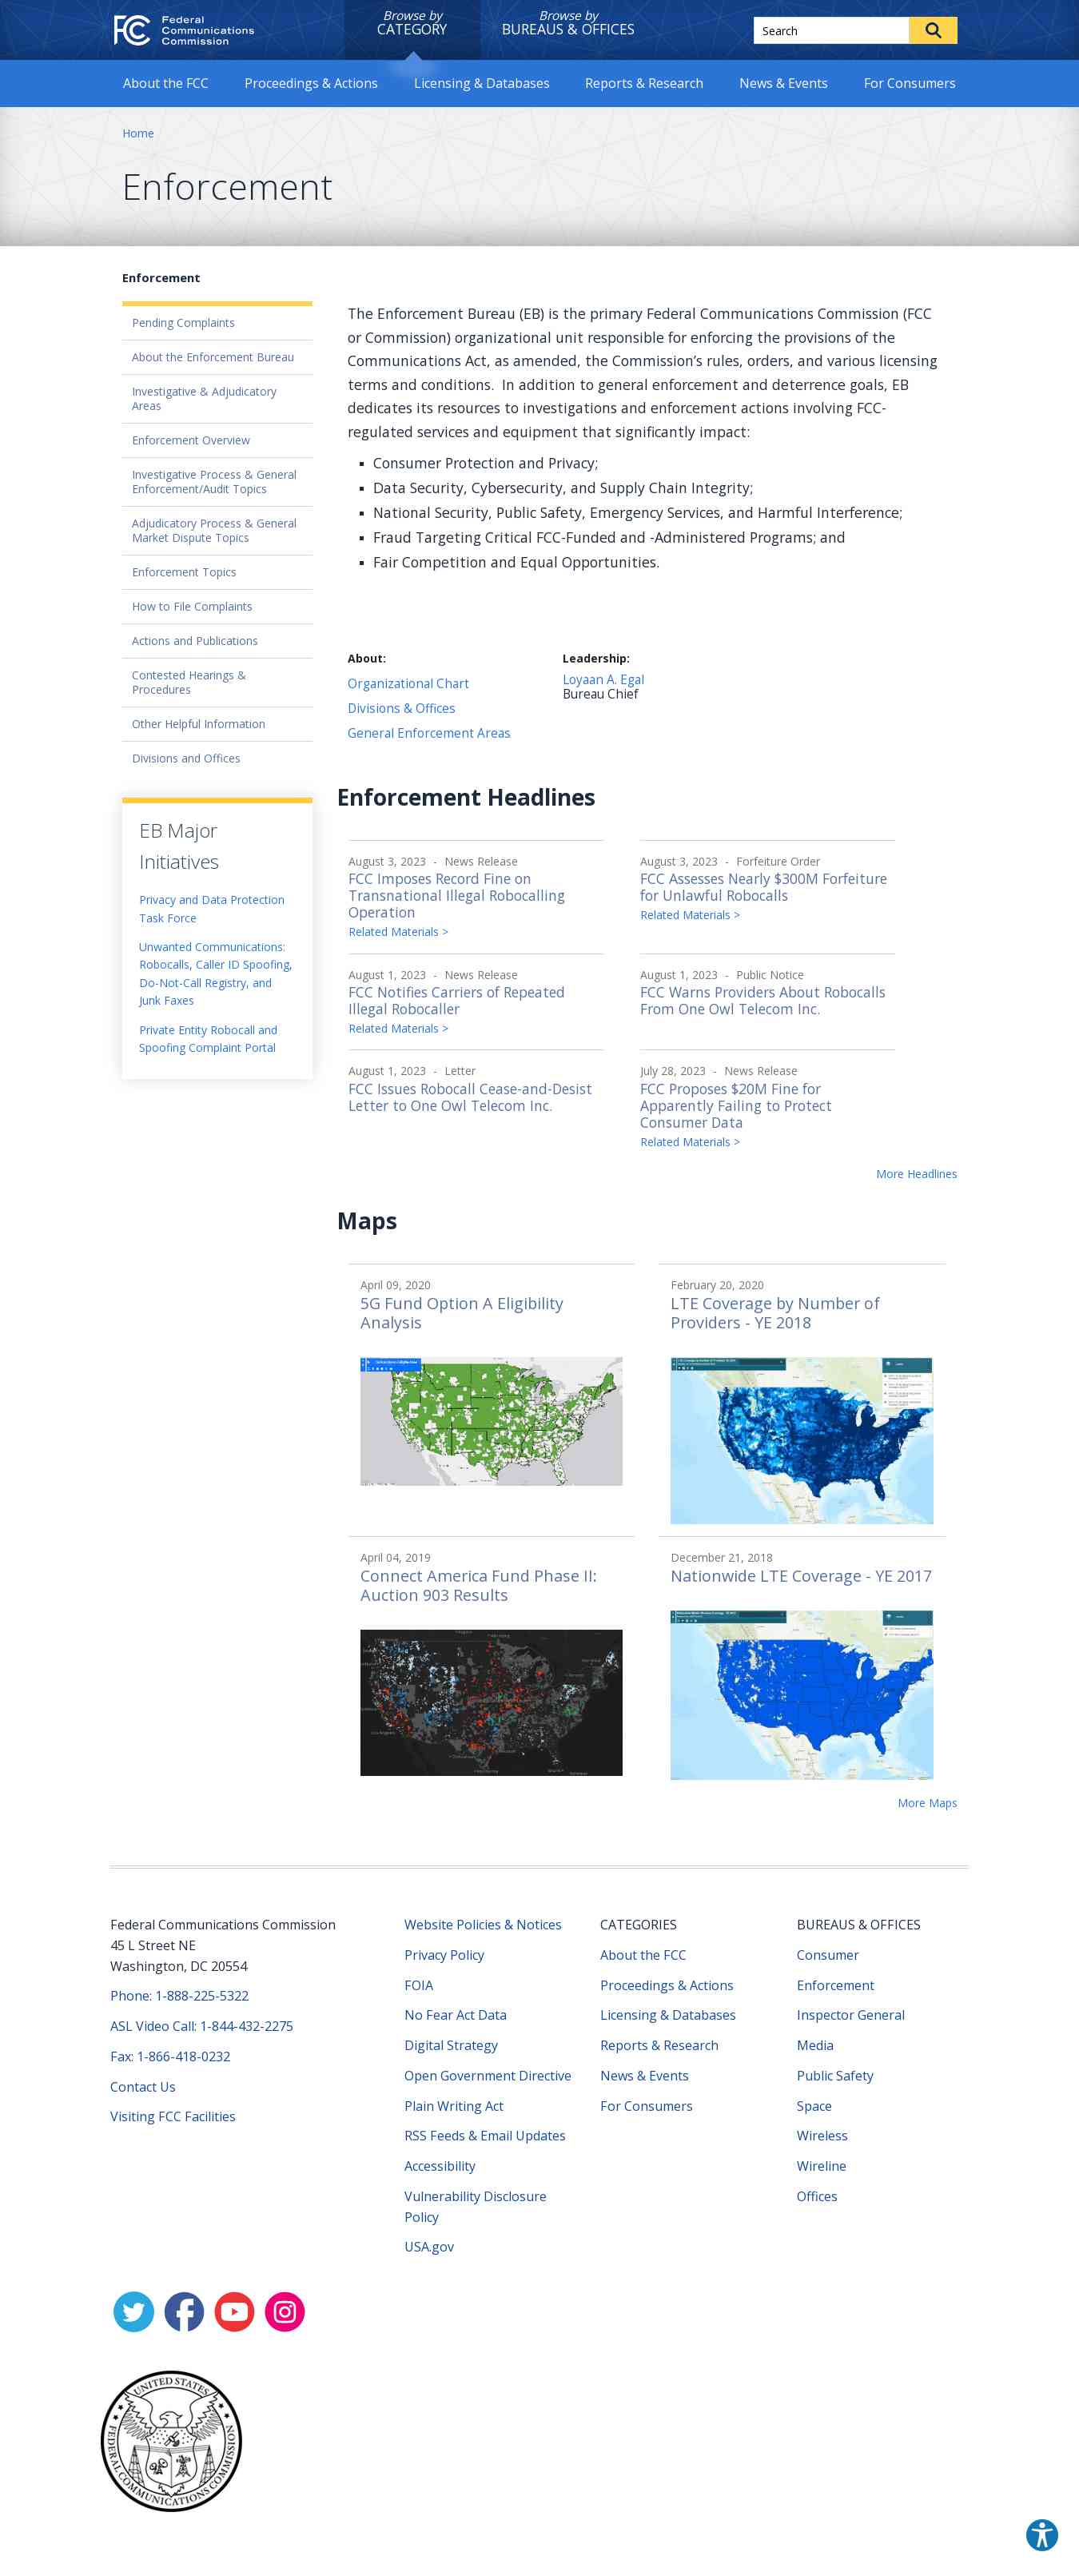 FC Federal
Communications
Commission
Browse by
CATEGORY
Browse by
BUREAUS & OFFICES
Search
About the FCC
Proceedings & Actions
Licensing & Databases
Reports & Research
News & Events
For Consumers
Home
Enforcement
Enforcement
Pending Complaints
About the Enforcement Bureau
Investigative & Adjudicatory
Areas
Enforcement Overview
Investigative Process & General
Enforcement/Audit Topics
Adjudicatory Process & General
Market Dispute Topics
Enforcement Topics
How to File Complaints
Actions and Publications
Contested Hearings &
Procedures
Other Helpful Information
Divisions and Offices
EB Major
Initiatives
Privacy and Data Protection
Task Force
Unwanted Communications:
Robocalls, Caller ID Spoofing,
Do-Not-Call Registry, and
Junk Faxes
Private Entity Robocall and
Spoofing Complaint Portal
The Enforcement Bureau (EB) is the primary Federal Communications Commission (FCC
or Commission) organizational unit responsible for enforcing the provisions of the
Communications Act, as amended, the Commission's rules, orders, and various licensing
terms and conditions. In addition to general enforcement and deterrence goals, EB
dedicates its resources to investigations and enforcement actions involving FCC-
regulated services and equipment that significantly impact:
Consumer Protection and Privacy;
Data Security, Cybersecurity, and Supply Chain Integrity;
National Security, Public Safety, Emergency Services, and Harmful Interference;
Fraud Targeting Critical FCC-Funded and -Administered Programs; and
Fair Competition and Equal Opportunities.
About:
Organizational Chart
Divisions & Offices
General Enforcement Areas
Leadership:
Loyaan A. Egal
Bureau Chief
Enforcement Headlines
August 3, 2023 - News Release
FCC Imposes Record Fine on
Transnational Illegal Robocalling
Operation
Related Materials >
August 3, 2023 - Forfeiture Order
FCC Assesses Nearly $300M Forfeiture
for Unlawful Robocalls
Related Materials >
August 1, 2023 - News Release
FCC Notifies Carriers of Repeated
Illegal Robocaller
Related Materials >
August 1, 2023 - Public Notice
FCC Warns Providers About Robocalls
From One Owl Telecom Inc.
August 1, 2023 - Letter
FCC Issues Robocall Cease-and-Desist
Letter to One Owl Telecom Inc.
July 28, 2023 - News Release
FCC Proposes $20M Fine for
Apparently Failing to Protect
Consumer Data
Related Materials >
More Headlines
Maps
April 09, 2020
5G Fund Option A Eligibility
Analysis
February 20, 2020
LTE Coverage by Number of
Providers - YE 2018
April 04, 2019
Connect America Fund Phase II:
Auction 903 Results
December 21, 2018
Nationwide LTE Coverage - YE 2017
More Maps
Federal Communications Commission
45 L Street NE
Washington, DC 20554
Phone: 1-888-225-5322
ASL Video Call: 1-844-432-2275
Fax: 1-866-418-0232
Contact Us
Visiting FCC Facilities
Website Policies & Notices
Privacy Policy
FOIA
No Fear Act Data
Digital Strategy
Open Government Directive
Plain Writing Act
RSS Feeds & Email Updates
Accessibility
Vulnerability Disclosure
Policy
USA.gov
CATEGORIES
About the FCC
Proceedings & Actions
Licensing & Databases
Reports & Research
News & Events
For Consumers
BUREAUS & OFFICES
Consumer
Enforcement
Inspector General
Media
Public Safety
Space
Wireless
Wireline
Offices
UNITED STATES
FEDERAL COMMUNICATIONS COMMISSION